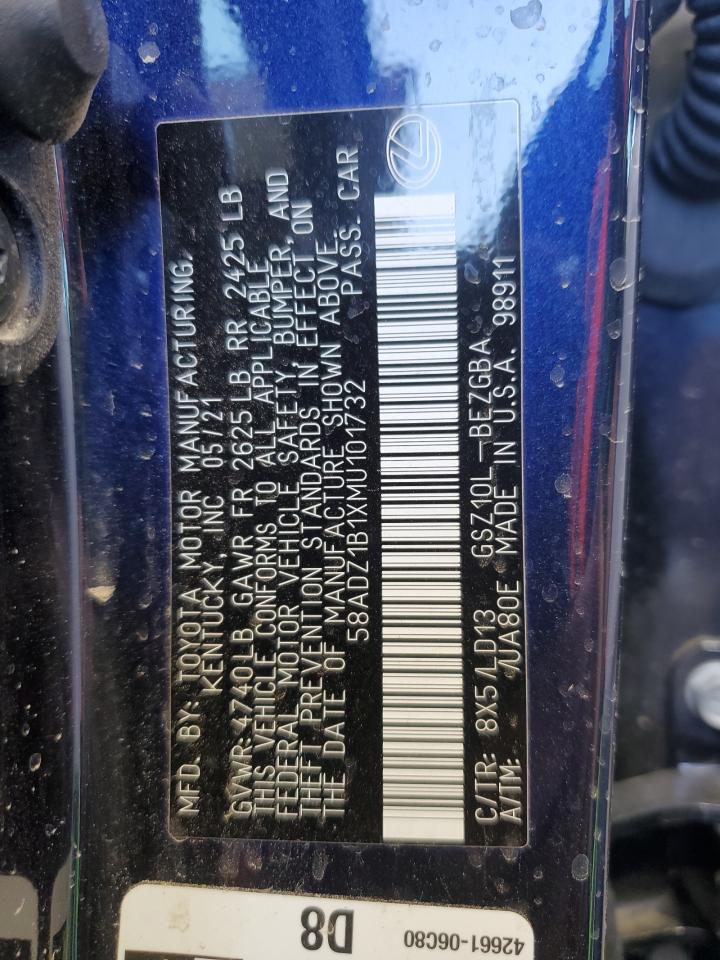 MFD. BY: TOYOTA MOTOR MANUFACTURING,
KENTUCKY INC 05/21
GVWR:4740LB GAWR FR 2625LB RR 2425 LB
THIS VEHICLE CONFORMS TO ALL APPLICABLE
FEDERAL MOTOR VEHICLE SAFETY, BUMPER, AND
THEFT PREVENTION STANDARDS IN EFFECT ON
THE DATE OF MANUFACTURE SHOWN ABOVE.
58ADZ1B1XMU101732 PASS. CAR
C/TR: 8X5/LD13 GSZ10L-BEZGBA
A/TM: /UA80E MADE IN U.S.A. 98911
D8
42661-06C80